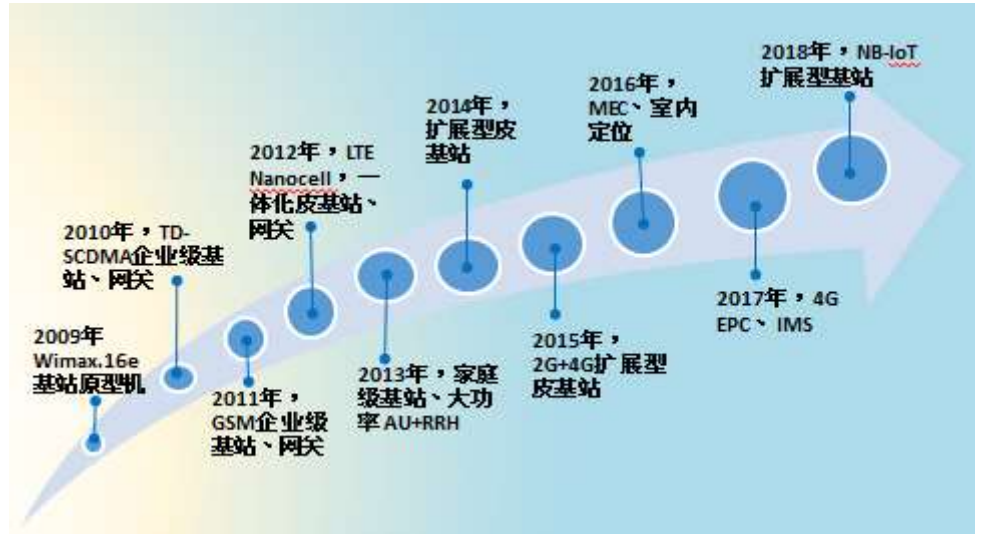 2009年
Wimax.16e
基站原型机
2010年，TD-
SCDMA企业级基
站、网关
2011年，
GSM企业级
基站、网关
2012年，LTE
Nanocell，一
体化皮基站、
网关
2013年，家庭
级基站、大功
率 AU+RRH
2014年，
扩展型皮
基站
2015年，
2G+4G扩展型
皮基站
2016年，
MEC、室内
定位
2017年，4G
EPC、IMS
2018年，NB-IoT
扩展型基站